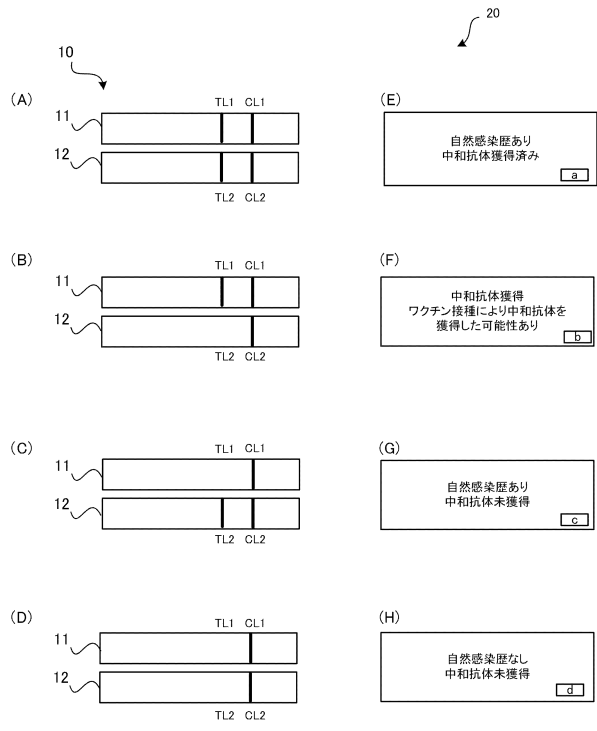 20
10
(A)
TL1 CL1
11
12
TL2 CL2
(E)
自然感染歴あり
中和抗体獲得済み
a
(B)
TL1 CL1
11
12
TL2 CL2
(F)
中和抗体獲得
ワクチン接種により中和抗体を
獲得した可能性あり
b
(C)
TL1 CL1
11
12
TL2 CL2
(G)
自然感染歴あり
中和抗体未獲得
c
(D)
TL1 CL1
11
12
TL2 CL2
(H)
自然感染歴なし
中和抗体未獲得
d